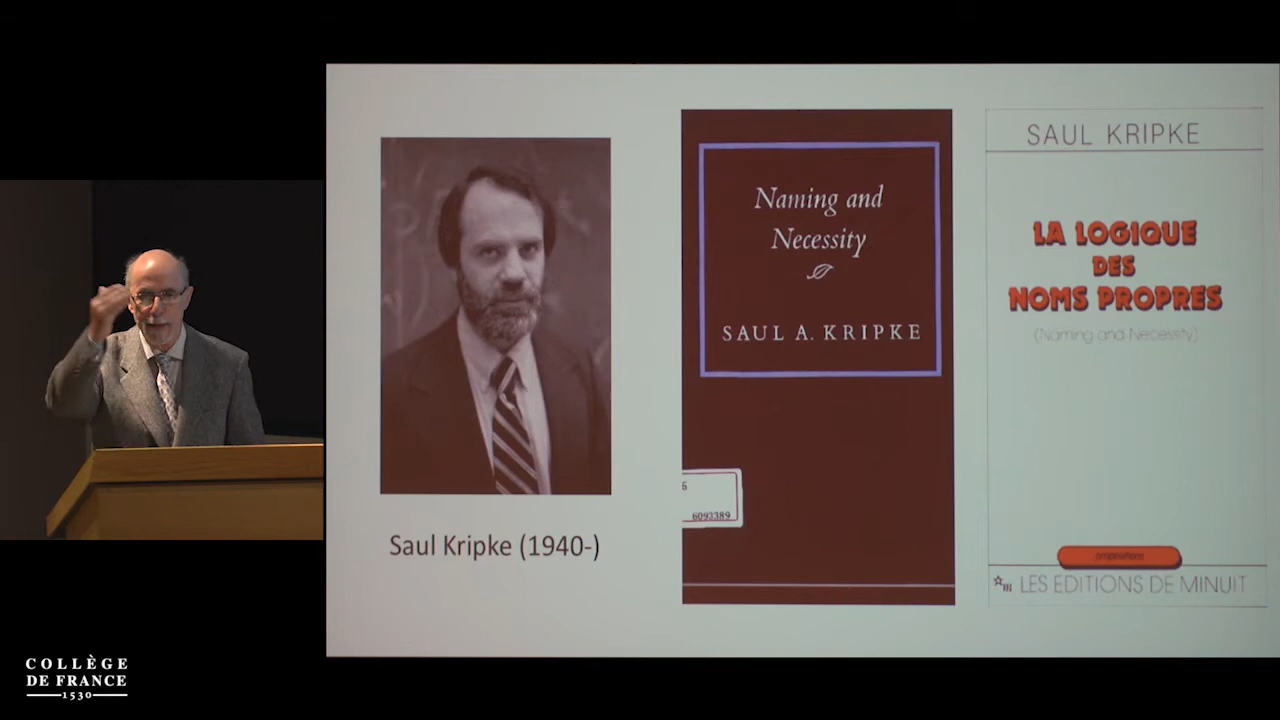 Saul Kripke (1940-)
Naming and
Necessity
SAUL A. KRIPKE
6
6093389
SAUL KRIPKE
LA LOGIQUE
DES
NOMS PROPRES
(Naming and Necessity)
LES EDITIONS DE MINUIT
COLLÈGE
DE FRANCE
1530